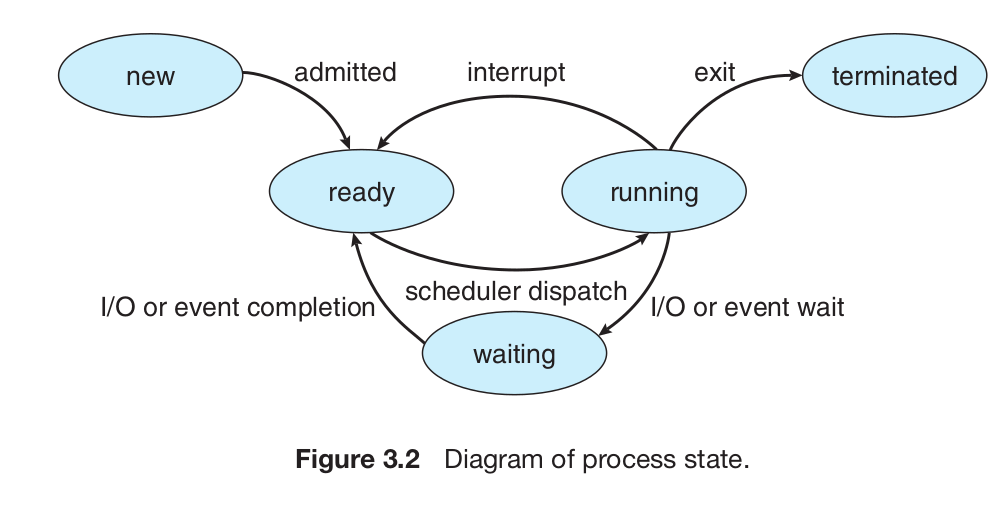 new
admitted
interrupt
exit
terminated
ready
running
scheduler dispatch
I/O or event completion
I/O or event wait
waiting
Figure 3.2 Diagram of process state.